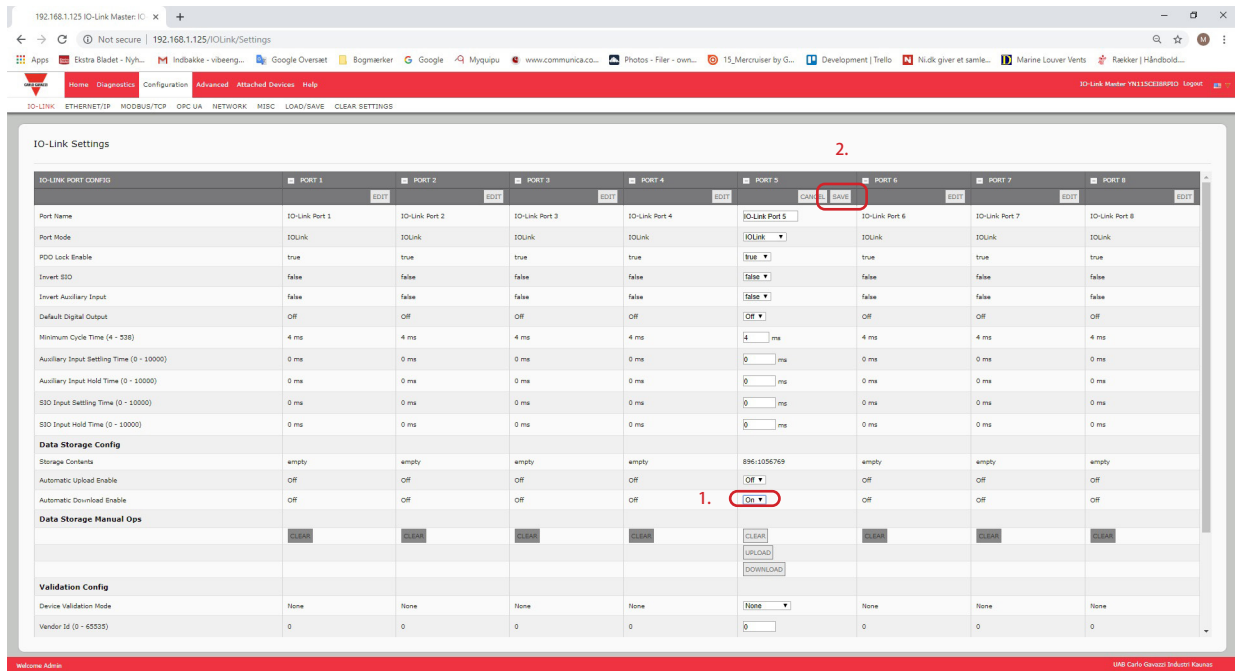 192.168.1.125 IO-Link Master: IO
Not secure | 192.168.1.125/IOLink/Settings
Apps Ekstra Bladet - Nyh... Indbakke - vibeeng... Google Oversæt Bogmærker Google Myquipu www.communica.co... Photos - Filer - own... 15_Mercruiser by G... Development | Trello Ni.dk giver et samle... Marine Louver Vents Rækker | Håndbold....
Home Diagnostics Configuration Advanced Attached Devices Help
IO-LINK ETHERNET/IP MODBUS/TCP OPC UA NETWORK MISC LOAD/SAVE CLEAR SETTINGS
IO-Link Settings
2.
IO-LINK PORT CONFIG PORT 1 PORT 2 PORT 3 PORT 4 PORT 5 PORT 6 PORT 7 PORT 8
EDIT EDIT EDIT EDIT CANCEL SAVE EDIT EDIT EDIT
Port Name IO-Link Port 1 IO-Link Port 2 IO-Link Port 3 IO-Link Port 4 IO-Link Port 5 IO-Link Port 6 IO-Link Port 7 IO-Link Port 8
Port Mode IOLink IOLink IOLink IOLink IOLink IOLink IOLink IOLink
PDO Lock Enable true true true true true true true true
Invert SIO false false false false false false false false
Invert Auxiliary Input false false false false false false false false
Default Digital Output Off Off Off Off Off Off Off Off
Minimum Cycle Time (4 - 538) 4 ms 4 ms 4 ms 4 ms 4 ms 4 ms 4 ms 4 ms
Auxiliary Input Settling Time (0 - 10000) 0 ms 0 ms 0 ms 0 ms 0 ms 0 ms 0 ms 0 ms
Auxiliary Input Hold Time (0 - 10000) 0 ms 0 ms 0 ms 0 ms 0 ms 0 ms 0 ms 0 ms
SIO Input Settling Time (0 - 10000) 0 ms 0 ms 0 ms 0 ms 0 ms 0 ms 0 ms 0 ms
SIO Input Hold Time (0 - 10000) 0 ms 0 ms 0 ms 0 ms 0 ms 0 ms 0 ms 0 ms
Data Storage Config
Storage Contents empty empty empty empty 896:1056769 empty empty empty
Automatic Upload Enable Off Off Off Off Off Off Off Off
Automatic Download Enable Off Off Off Off 1. On Off Off Off
Data Storage Manual Ops
CLEAR CLEAR CLEAR CLEAR CLEAR CLEAR CLEAR CLEAR
UPLOAD
DOWNLOAD
Validation Config
Device Validation Mode None None None None None None None None
Vendor Id (0 - 65535) 0 0 0 0 0 0 0 0
Welcome Admin UAB Carlo Gavazzi Industri Kaunas